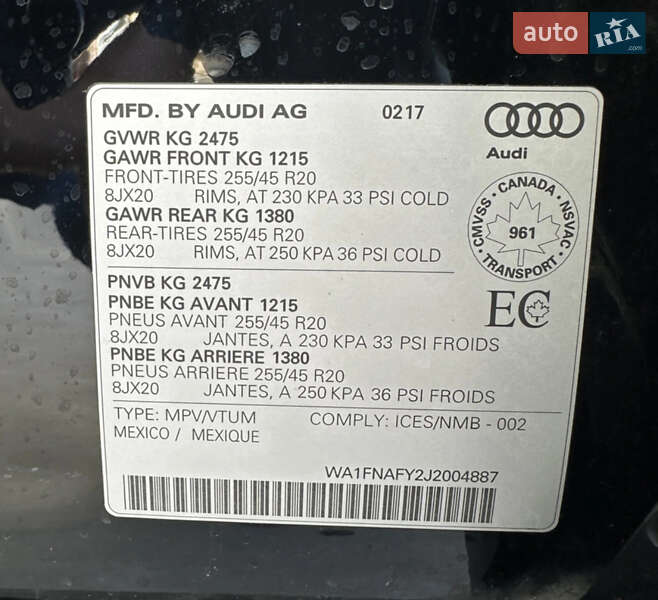 auto RIA.com
MFD. BY AUDI AG 0217
Audi
GVWR KG 2475
GAWR FRONT KG 1215
FRONT-TIRES 255/45 R20
8JX20 RIMS, AT 230 KPA 33 PSI COLD
GAWR REAR KG 1380
REAR-TIRES 255/45 R20
8JX20 RIMS, AT 250 KPA 36 PSI COLD
CANADA
CMVSS · NSVAC
961
TRANSPORT
PNVB KG 2475
PNBE KG AVANT 1215
PNEUS AVANT 255/45 R20
8JX20 JANTES, A 230 KPA 33 PSI FROIDS
PNBE KG ARRIERE 1380
PNEUS ARRIERE 255/45 R20
8JX20 JANTES, A 250 KPA 36 PSI FROIDS
EC
TYPE: MPV/VTUM COMPLY: ICES/NMB - 002
MEXICO / MEXIQUE
WA1FNAFY2J2004887